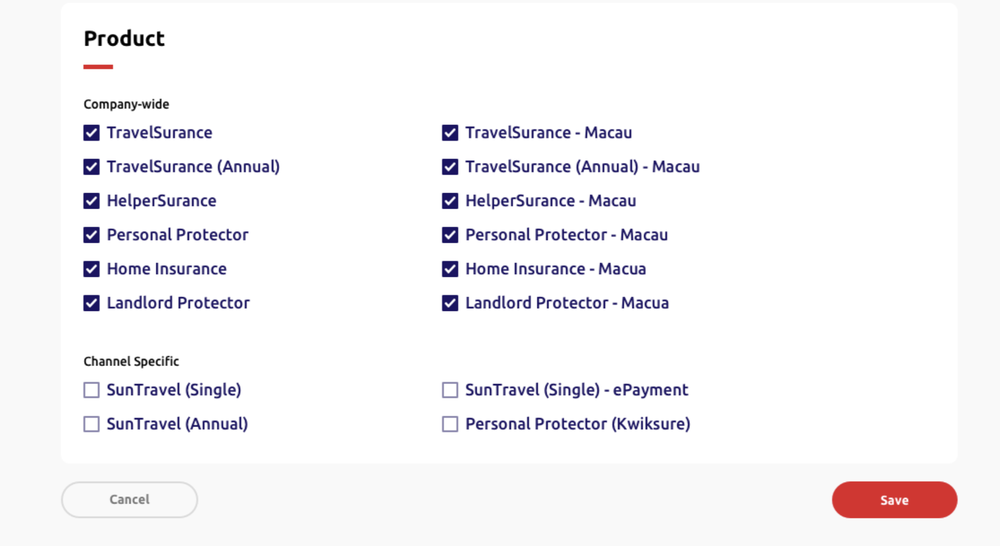 Product
Company-wide
TravelSurance
TravelSurance - Macau
TravelSurance (Annual)
TravelSurance (Annual) - Macau
HelperSurance
HelperSurance - Macau
Personal Protector
Personal Protector - Macau
Home Insurance
Home Insurance - Macua
Landlord Protector
Landlord Protector - Macua
Channel Specific
SunTravel (Single)
SunTravel (Single) - ePayment
SunTravel (Annual)
Personal Protector (Kwiksure)
Cancel
Save